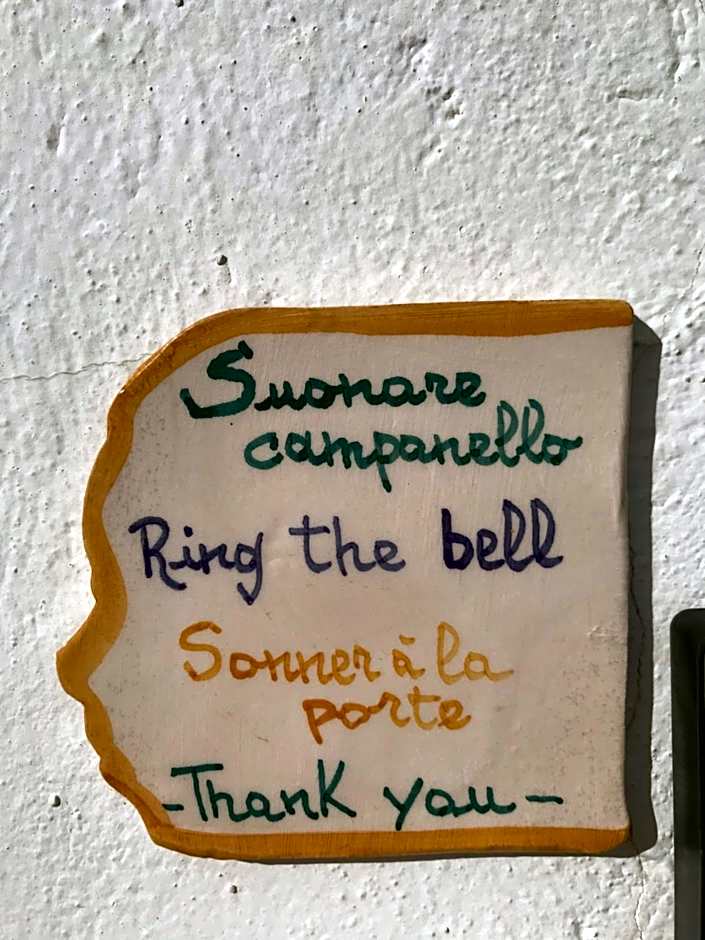 Suonare
campanello
Ring the bell
Sonner à la
porte
-Thank you-